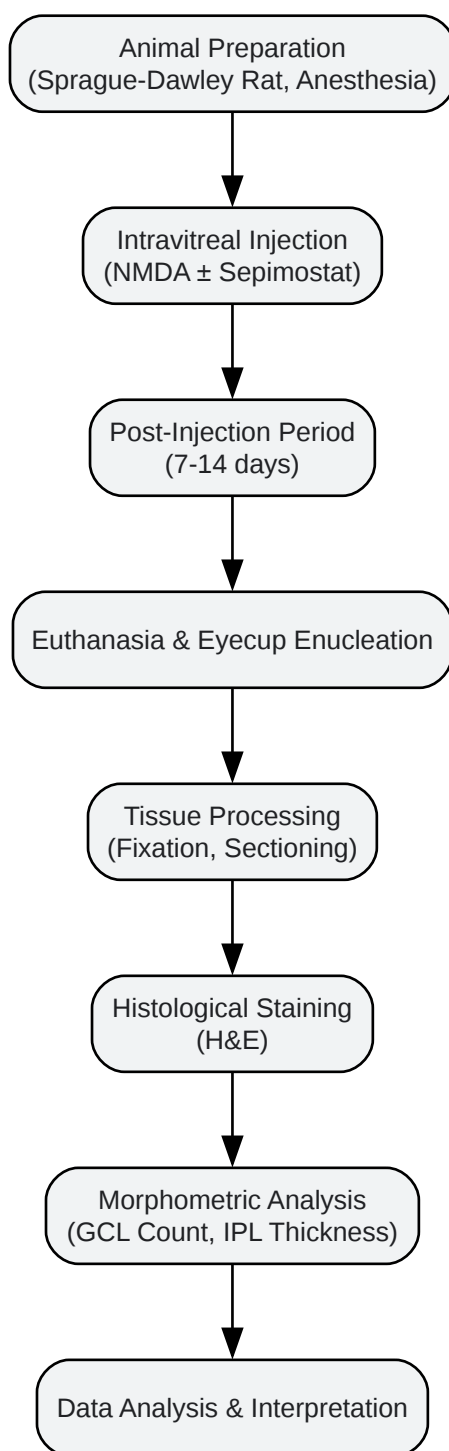 Animal Preparation
(Sprague-Dawley Rat, Anesthesia)
Intravitreal Injection
(NMDA ± Sepimostat)
Post-Injection Period
(7-14 days)
Euthanasia & Eyecup Enucleation
Tissue Processing
(Fixation, Sectioning)
Histological Staining
(H&E)
Morphometric Analysis
(GCL Count, IPL Thickness)
Data Analysis & Interpretation